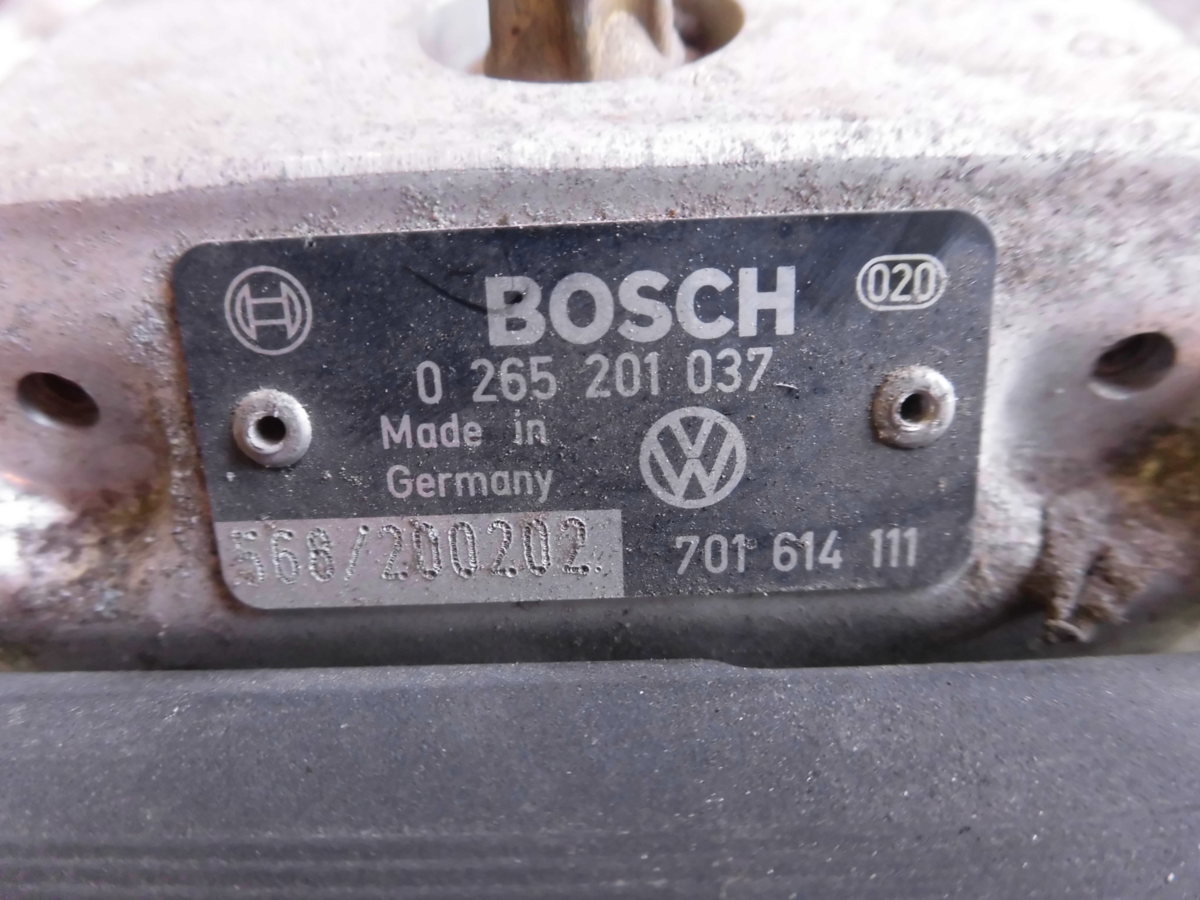 BOSCH
020
0 265 201 037
Made in
Germany
568/200202
701 614 111